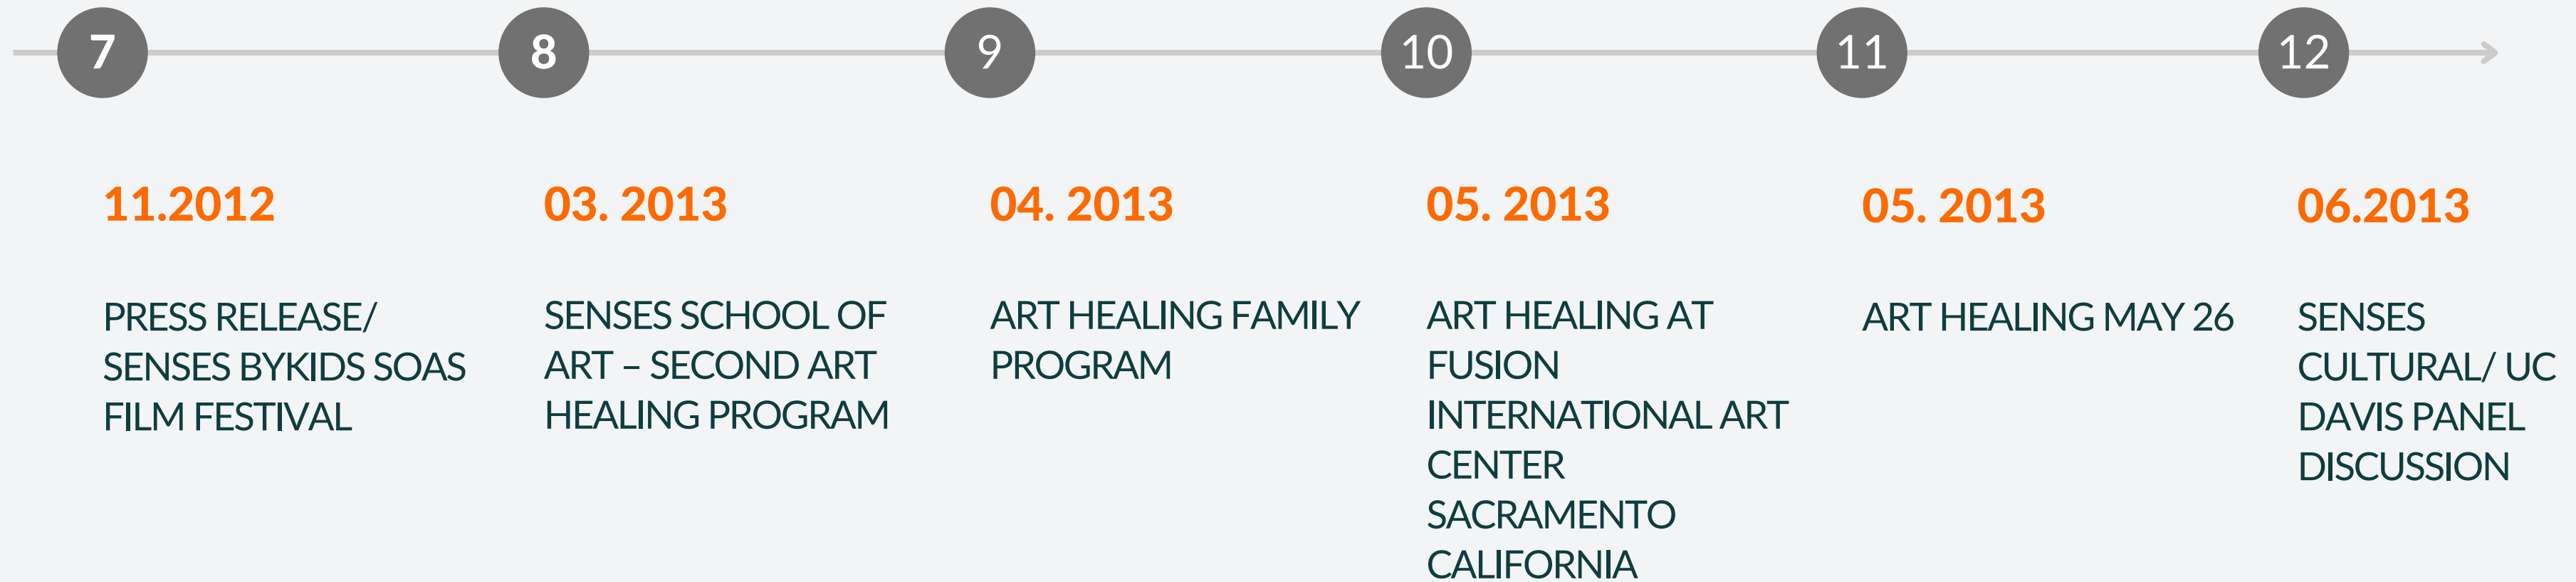 7
8
9
10
11
12
11.2012
PRESS RELEASE/
SENSES BYKIDS SOAS
FILM FESTIVAL
03. 2013
SENSES SCHOOL OF
ART – SECOND ART
HEALING PROGRAM
04. 2013
ART HEALING FAMILY
PROGRAM
05. 2013
ART HEALING AT
FUSION
INTERNATIONAL ART
CENTER
SACRAMENTO
CALIFORNIA
05. 2013
ART HEALING MAY 26
06.2013
SENSES
CULTURAL/ UC
DAVIS PANEL
DISCUSSION